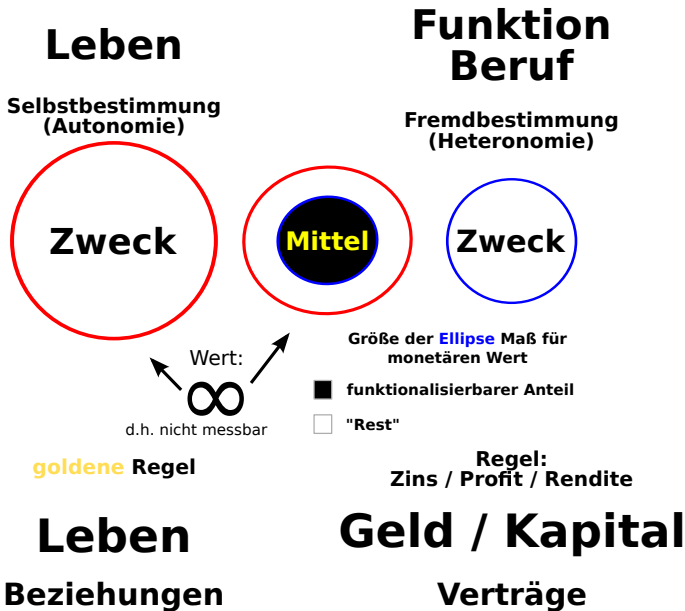 Leben
Funktion
Beruf
Selbstbestimmung
(Autonomie)
Fremdbestimmung
(Heteronomie)
Zweck
Mittel
Zweck
Wert:
∞
d.h. nicht messbar
Größe der Ellipse Maß für
monetären Wert
funktionalisierbarer Anteil
"Rest"
goldene Regel
Regel:
Zins / Profit / Rendite
Leben
Geld / Kapital
Beziehungen
Verträge